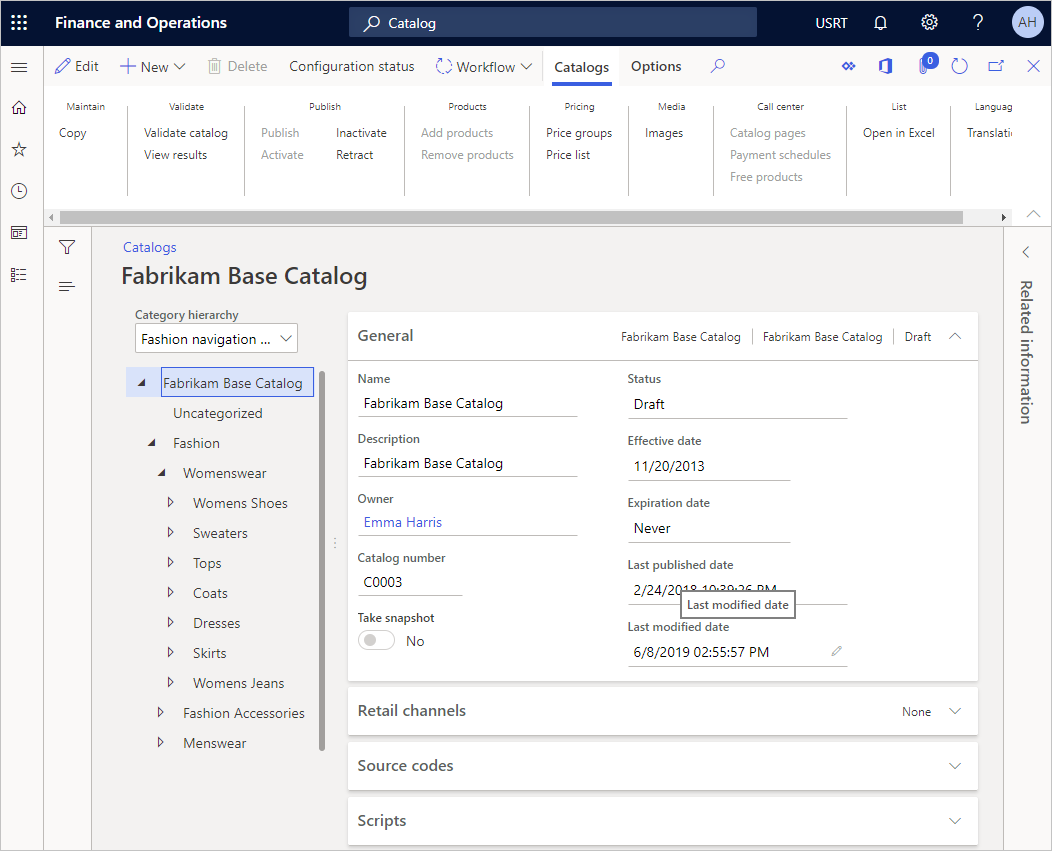 Finance and Operations
Catalog
USRT
AH
Edit
New
Delete
Configuration status
Workflow
Catalogs
Options
0
Maintain
Validate
Publish
Products
Pricing
Media
Call center
List
Languag
Copy
Validate catalog
Publish
Inactivate
Add products
Price groups
Images
Catalog pages
Open in Excel
Translati
View results
Activate
Retract
Remove products
Price list
Payment schedules
Free products
Catalogs
Fabrikam Base Catalog
Category hierarchy
Fashion navigation ...
Fabrikam Base Catalog
Uncategorized
Fashion
Womenswear
Womens Shoes
Sweaters
Tops
Coats
Dresses
Skirts
Womens Jeans
Fashion Accessories
Menswear
General
Fabrikam Base Catalog
Fabrikam Base Catalog
Draft
Name
Fabrikam Base Catalog
Description
Fabrikam Base Catalog
Owner
Emma Harris
Catalog number
C0003
Take snapshot
No
Status
Draft
Effective date
11/20/2013
Expiration date
Never
Last published date
2/24/2018 10:39:26 PM
Last modified date
Last modified date
6/8/2019 02:55:57 PM
Retail channels
None
Source codes
Scripts
Related information